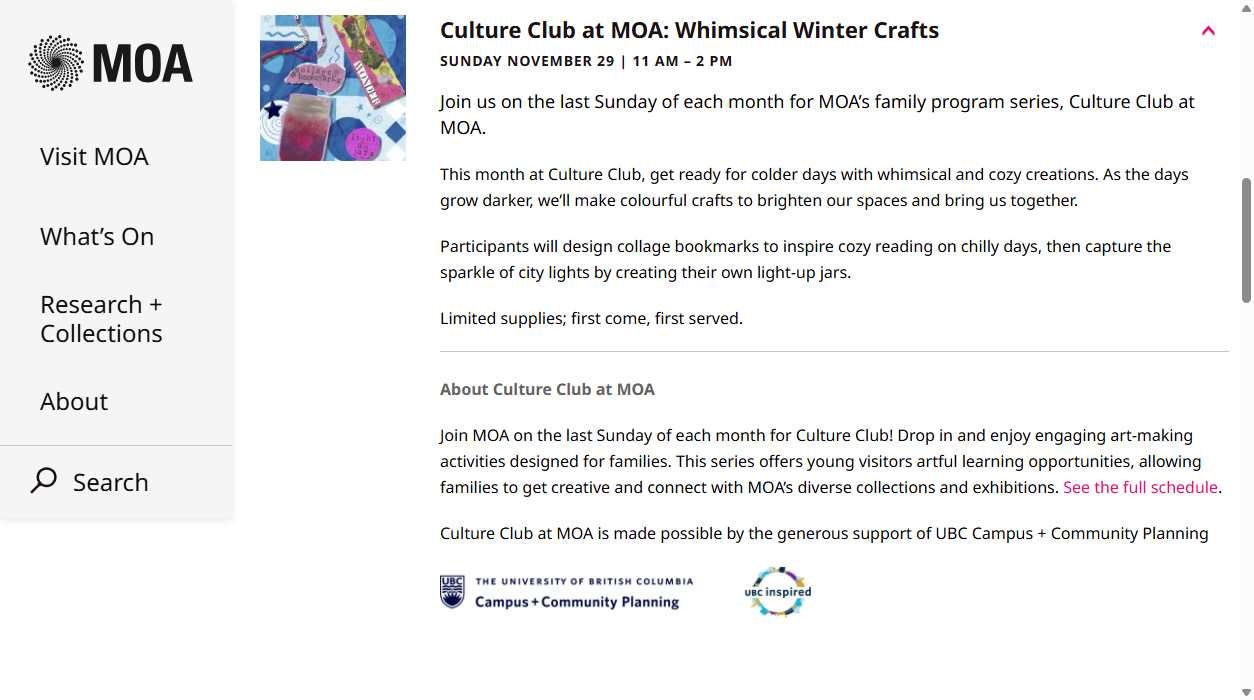 MOA
Visit MOA
What’s On
Research +
Collections
About
Search
collage
bookmarks
WONDER
light
up
jars
Culture Club at MOA: Whimsical Winter Crafts
SUNDAY NOVEMBER 29 | 11 AM – 2 PM
Join us on the last Sunday of each month for MOA’s family program series, Culture Club at
MOA.
This month at Culture Club, get ready for colder days with whimsical and cozy creations. As the days
grow darker, we’ll make colourful crafts to brighten our spaces and bring us together.
Participants will design collage bookmarks to inspire cozy reading on chilly days, then capture the
sparkle of city lights by creating their own light-up jars.
Limited supplies; first come, first served.
About Culture Club at MOA
Join MOA on the last Sunday of each month for Culture Club! Drop in and enjoy engaging art-making
activities designed for families. This series offers young visitors artful learning opportunities, allowing
families to get creative and connect with MOA’s diverse collections and exhibitions. See the full schedule.
Culture Club at MOA is made possible by the generous support of UBC Campus + Community Planning
UBC
THE UNIVERSITY OF BRITISH COLUMBIA
Campus + Community Planning
UBC inspired